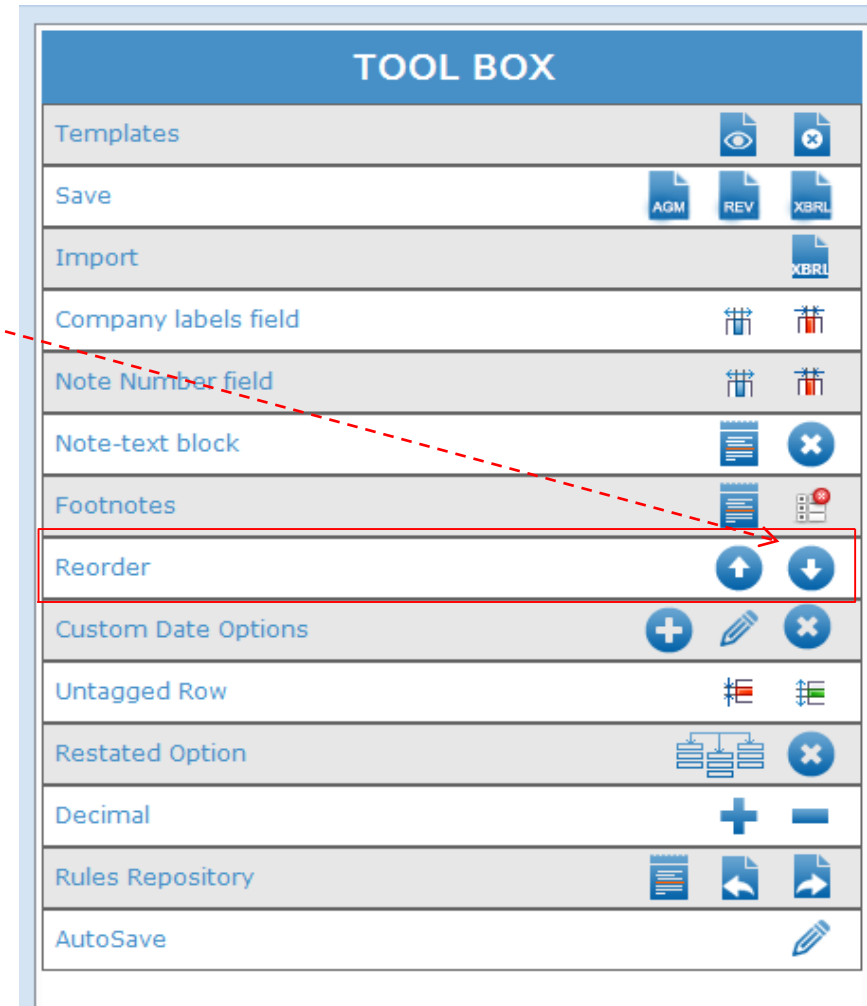 TOOL BOX
Templates
Save AGM REV XBRL
Import XBRL
Company labels field
Note Number field
Note-text block
Footnotes
Reorder
Custom Date Options
Untagged Row
Restated Option
Decimal
Rules Repository
AutoSave